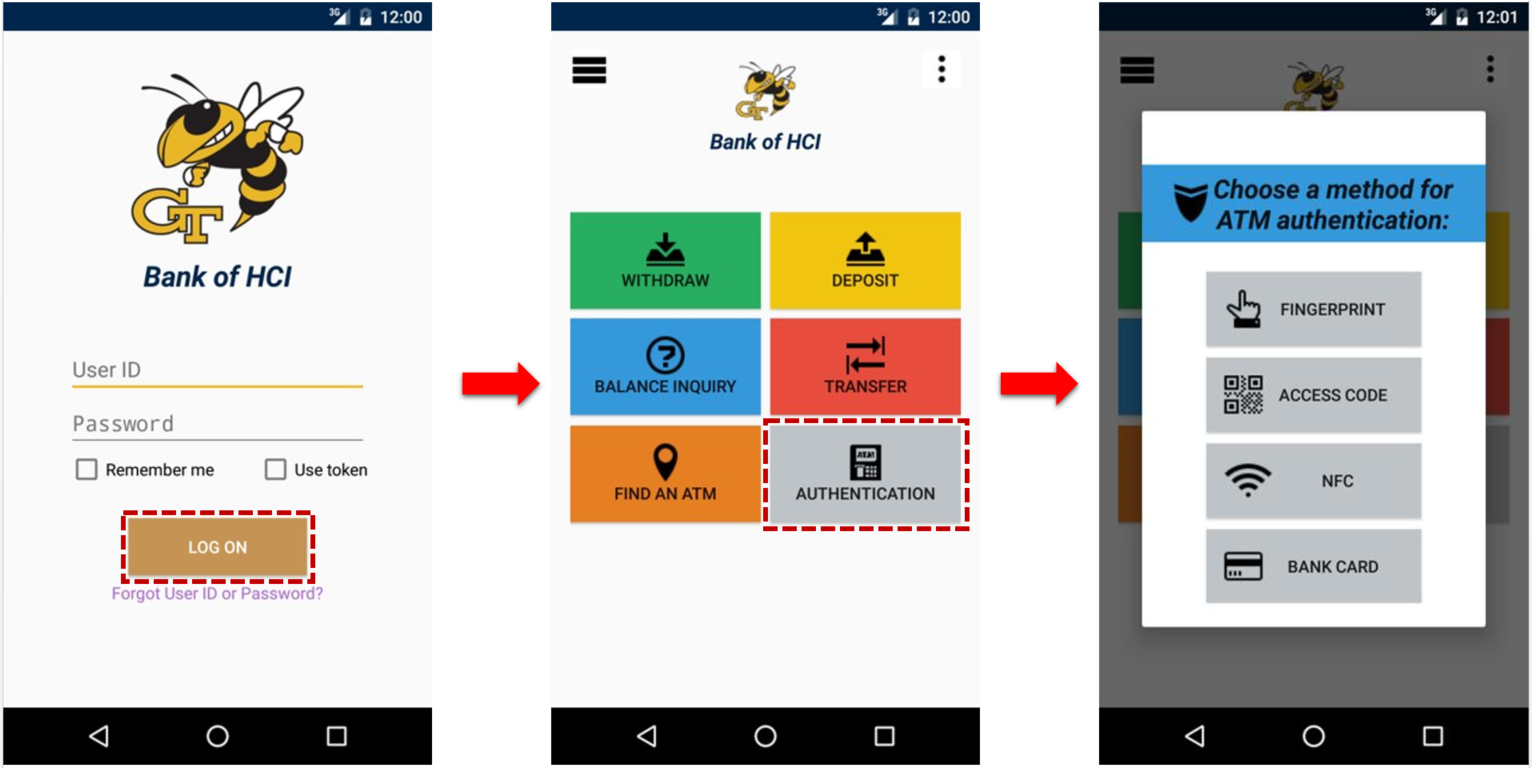 3G 12:00
GT
Bank of HCI
User ID
Password
Remember me Use token
LOG ON
Forgot User ID or Password?
3G 12:00
GT
Bank of HCI
WITHDRAW DEPOSIT
BALANCE INQUIRY TRANSFER
ATM
FIND AN ATM AUTHENTICATION
3G 12:01
GT
Choose a method for
ATM authentication:
FINGERPRINT
ACCESS CODE
NFC
BANK CARD